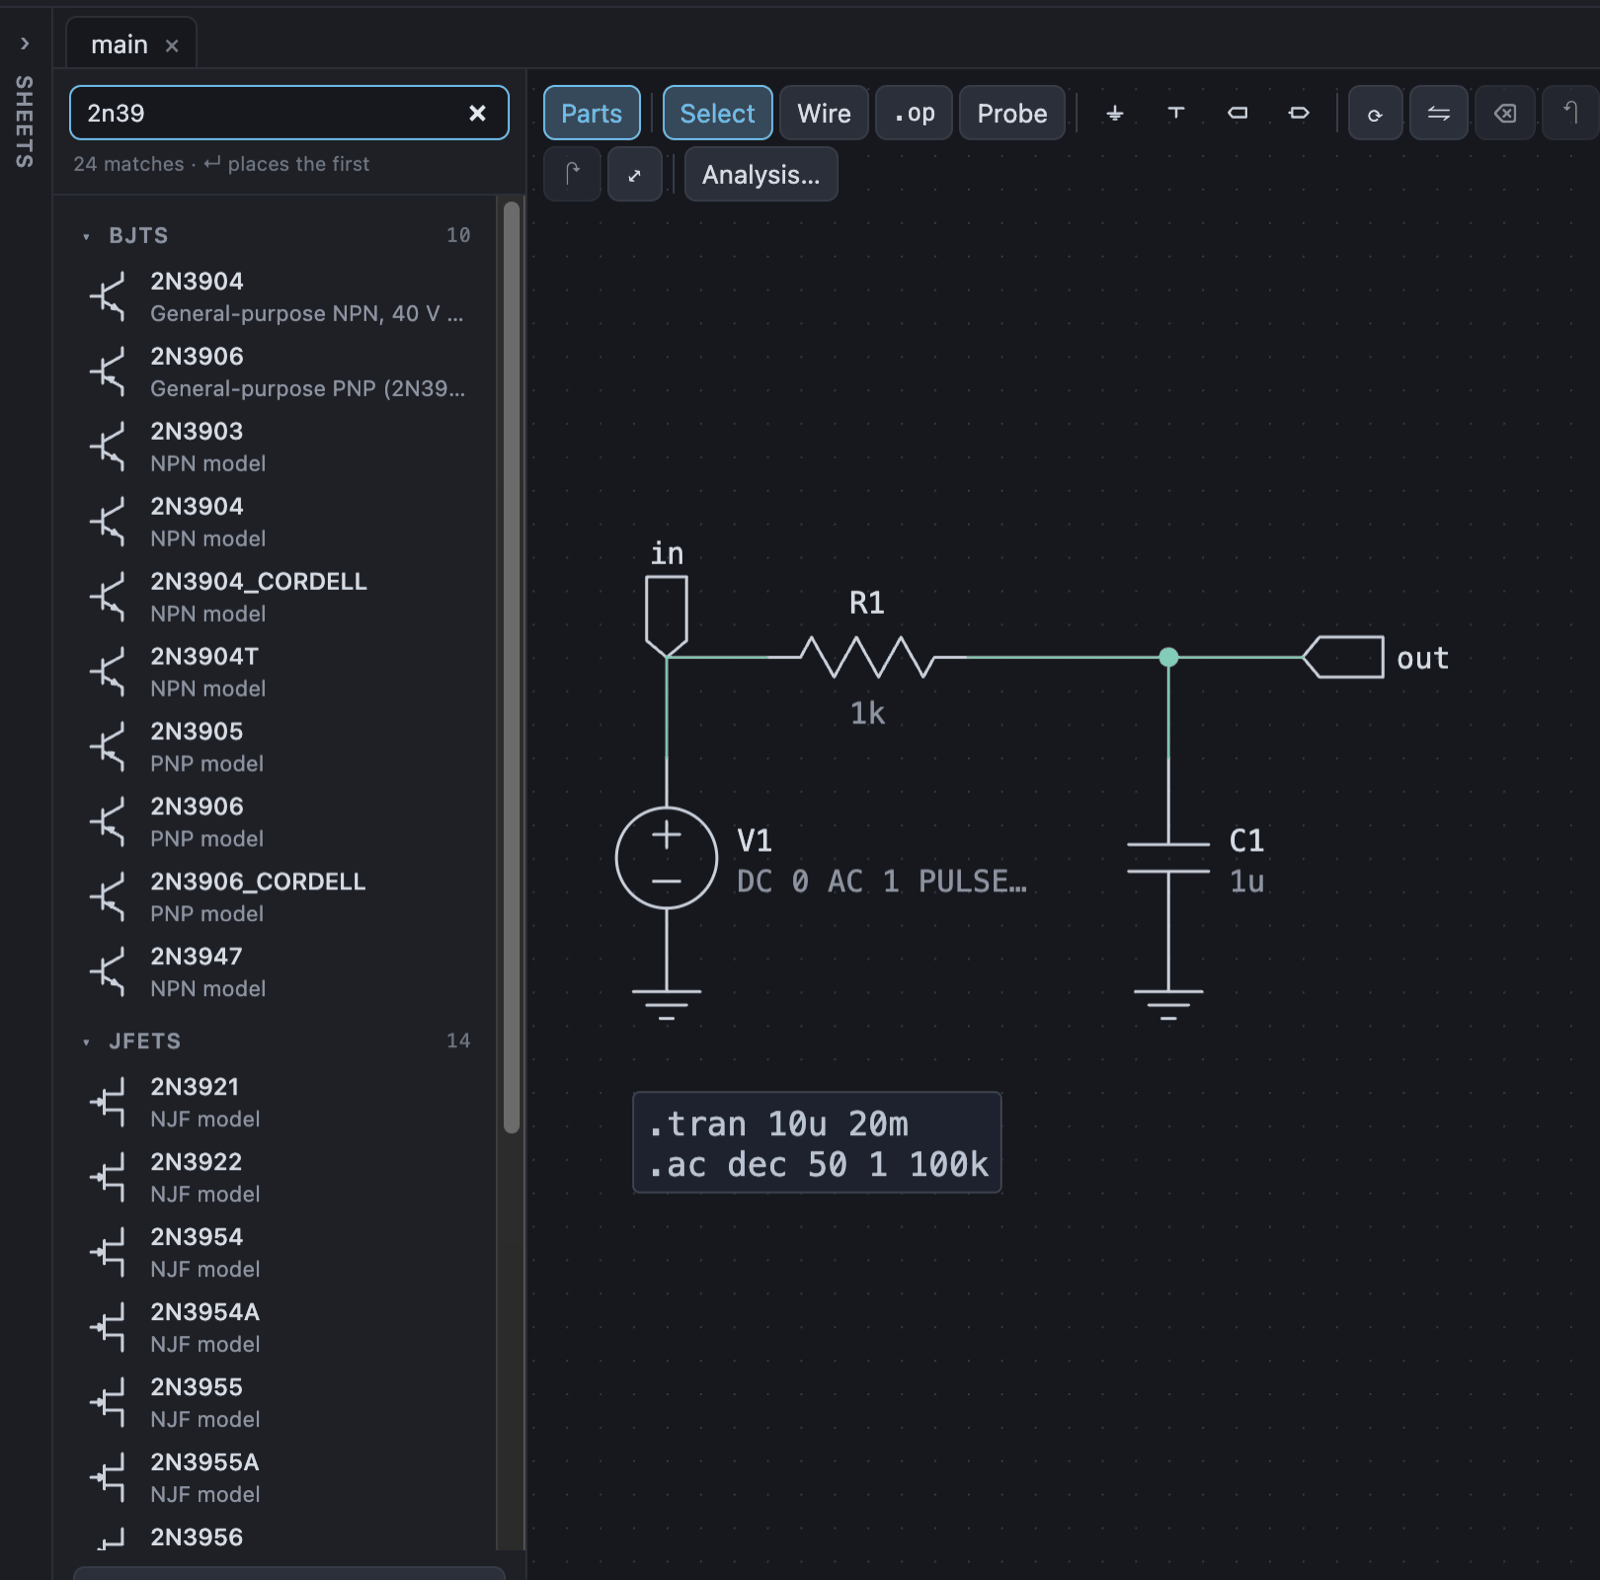 main ×
SHEETS
2n39 ×
24 matches · ↵ places the first
BJTS 10
2N3904
General-purpose NPN, 40 V ...
2N3906
General-purpose PNP (2N39...
2N3903
NPN model
2N3904
NPN model
2N3904_CORDELL
NPN model
2N3904T
NPN model
2N3905
PNP model
2N3906
PNP model
2N3906_CORDELL
PNP model
2N3947
NPN model
JFETS 14
2N3921
NJF model
2N3922
NJF model
2N3954
NJF model
2N3954A
NJF model
2N3955
NJF model
2N3955A
NJF model
2N3956
Parts Select Wire .op Probe
Analysis...
in
R1
1k
out
V1
DC 0 AC 1 PULSE…
C1
1u
.tran 10u 20m
.ac dec 50 1 100k